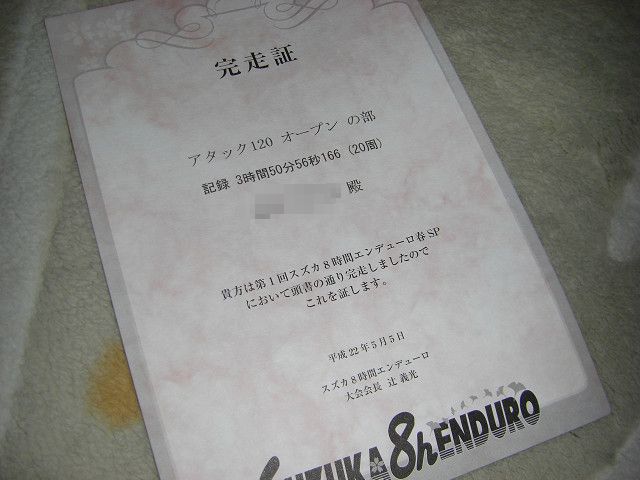 完走証
アタック120 オープン の部
記録 3時間50分56秒166 (20周)
殿
貴方は第1回スズカ8時間エンデューロ春SP
において頭書の通り完走しましたので
これを証します。
平成22年5月5日
スズカ8時間エンデューロ
大会会長 辻 義光
SUZUKA 8h ENDURO